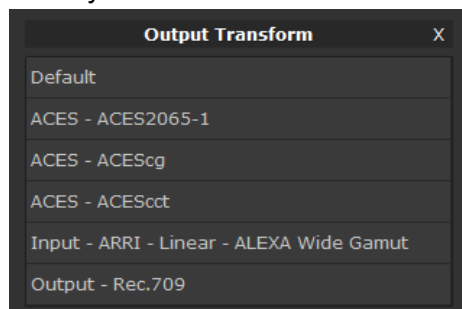 Output Transform X
Default
ACES - ACES2065-1
ACES - ACEScg
ACES - ACEScct
Input - ARRI - Linear - ALEXA Wide Gamut
Output - Rec.709